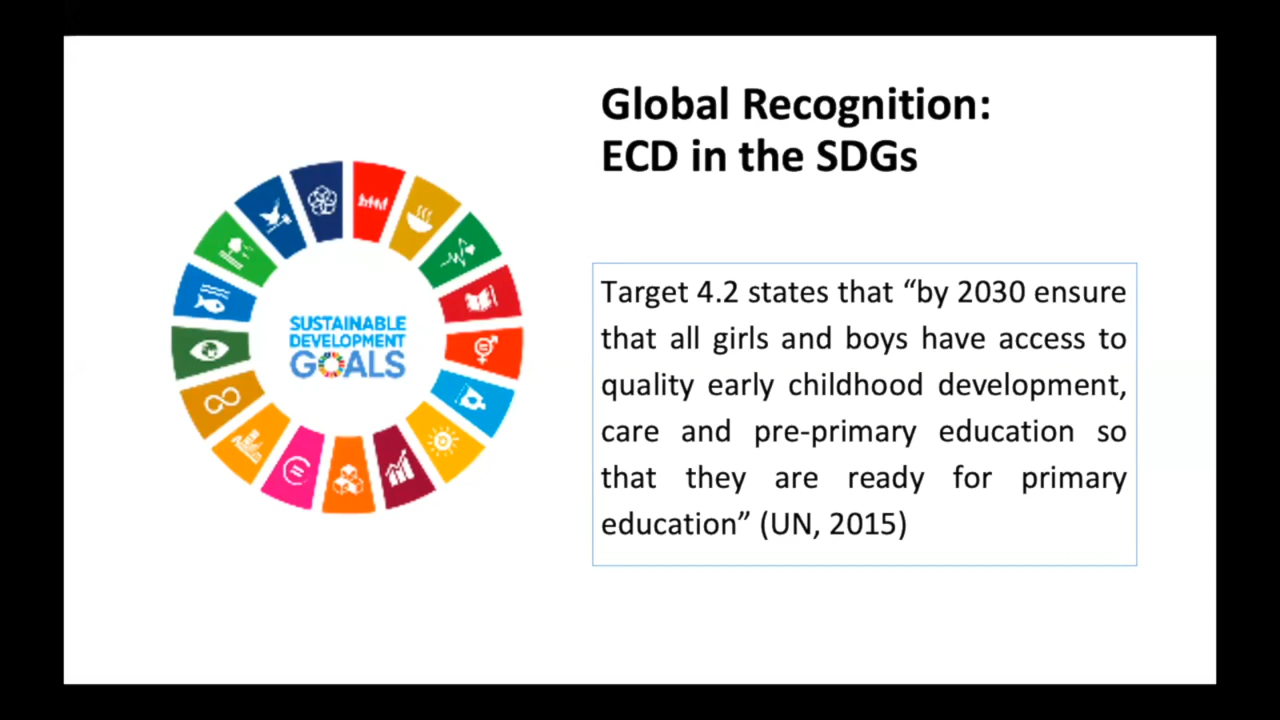 Global Recognition:
ECD in the SDGs
SUSTAINABLE
DEVELOPMENT
GOALS
Target 4.2 states that “by 2030 ensure
that all girls and boys have access to
quality early childhood development,
care and pre-primary education so
that they are ready for primary
education” (UN, 2015)